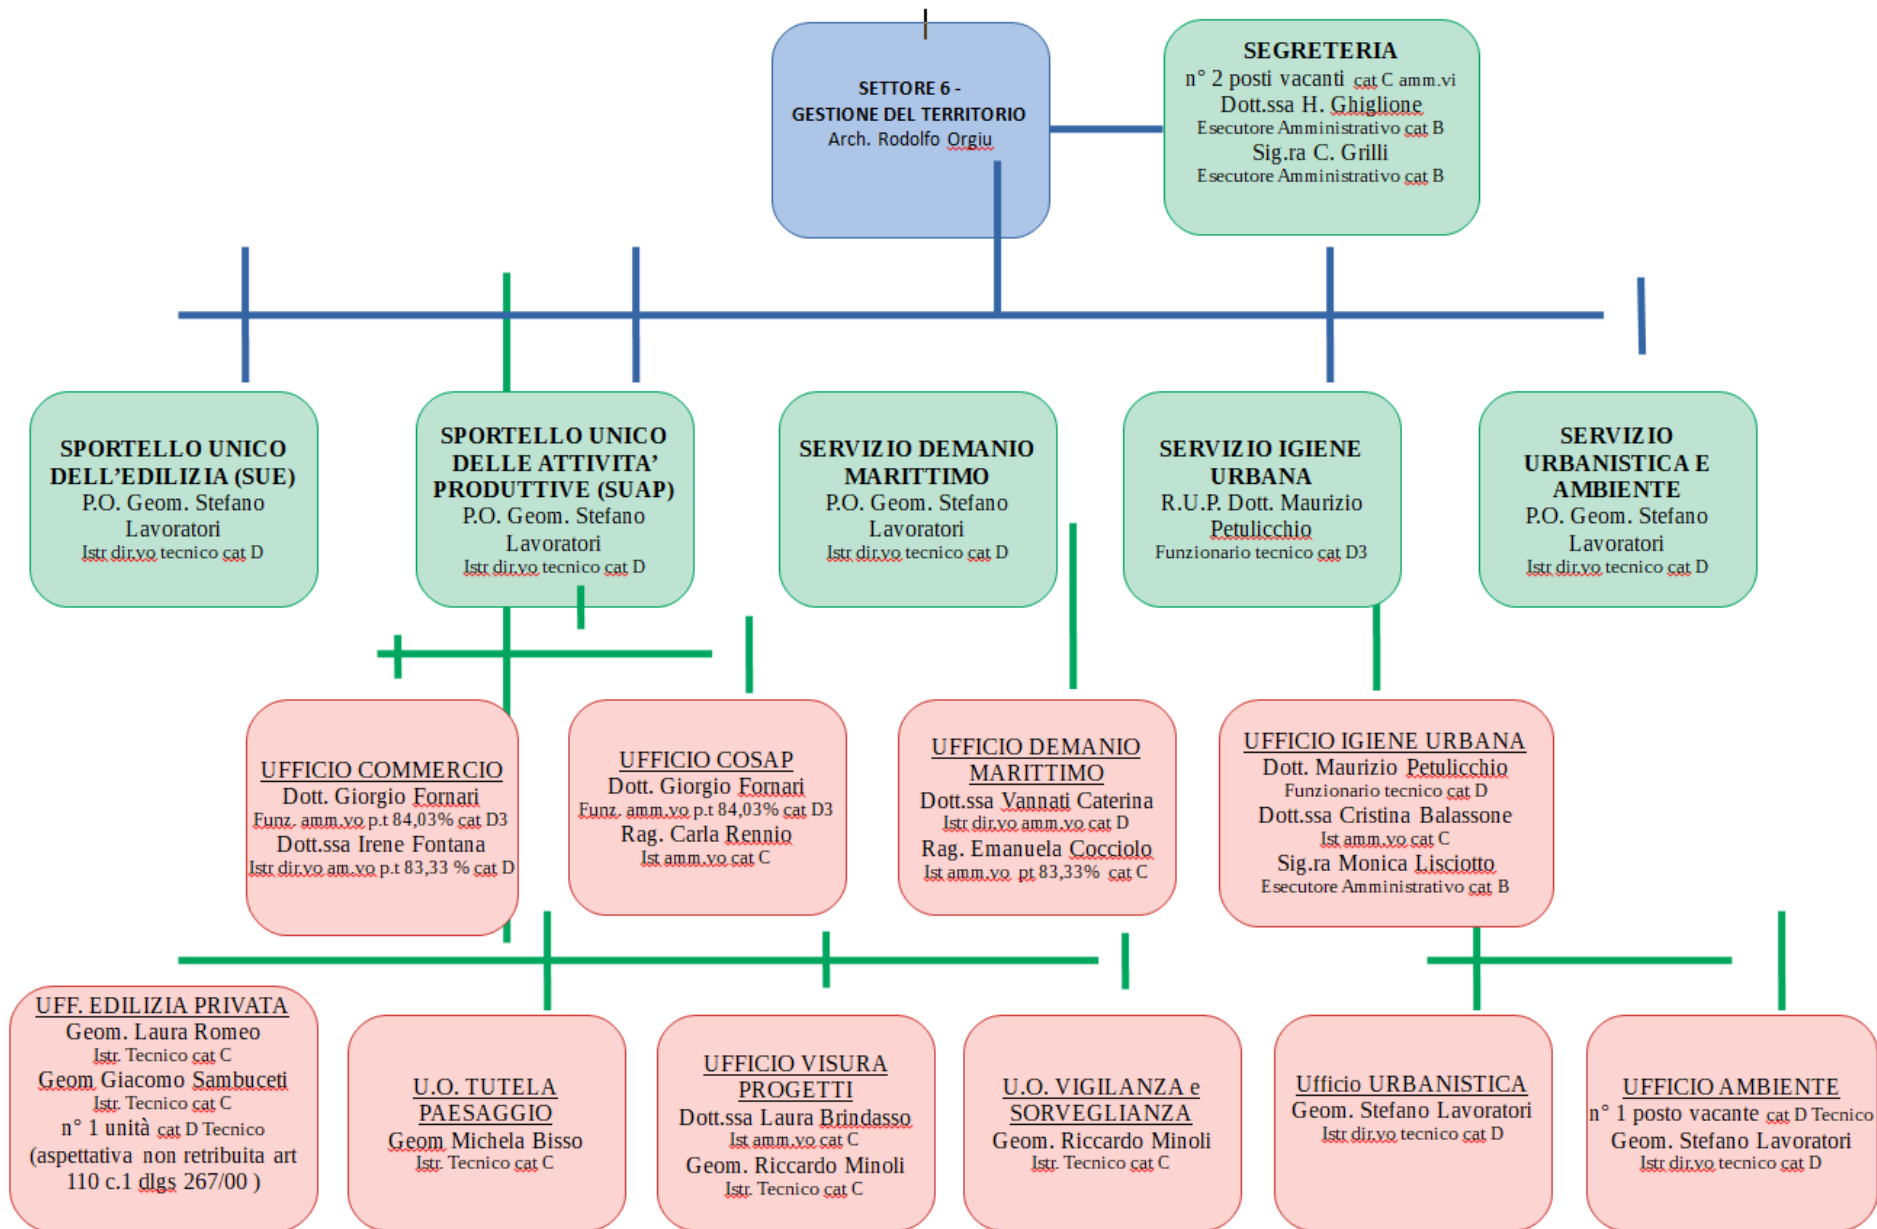 SETTORE 6 -
GESTIONE DEL TERRITORIO
Arch. Rodolfo Orgiu
SEGRETERIA
n° 2 posti vacanti cat C amm.vi
Dott.ssa H. Ghiglione
Esecutore Amministrativo cat B
Sig.ra C. Grilli
Esecutore Amministrativo cat B
SPORTELLO UNICO
DELL'EDILIZIA (SUE)
P.O. Geom. Stefano
Lavoratori
Istr dir.vo tecnico cat D
SPORTELLO UNICO
DELLE ATTIVITA'
PRODUTTIVE (SUAP)
P.O. Geom. Stefano
Lavoratori
Istr dir.vo tecnico cat D
SERVIZIO DEMANIO
MARITTIMO
P.O. Geom. Stefano
Lavoratori
Istr dir.vo tecnico cat D
SERVIZIO IGIENE
URBANA
R.U.P. Dott. Maurizio
Petulicchio
Funzionario tecnico cat D3
SERVIZIO
URBANISTICA E
AMBIENTE
P.O. Geom. Stefano
Lavoratori
Istr dir.vo tecnico cat D
UFFICIO COMMERCIO
Dott. Giorgio Fornari
Funz. amm.vo p.t 84,03% cat D3
Dott.ssa Irene Fontana
Istr dir.vo am.vo p.t 83,33 % cat D
UFFICIO COSAP
Dott. Giorgio Fornari
Funz. amm.vo p.t 84,03% cat D3
Rag. Carla Rennio
Ist amm.vo cat C
UFFICIO DEMANIO
MARITTIMO
Dott.ssa Vannati Caterina
Istr dir.vo amm.vo cat D
Rag. Emanuela Cocciolo
Ist amm.vo pt 83,33% cat C
UFFICIO IGIENE URBANA
Dott. Maurizio Petulicchio
Funzionario tecnico cat D
Dott.ssa Cristina Balassone
Ist amm.vo cat C
Sig.ra Monica Lisciotto
Esecutore Amministrativo cat B
UFF. EDILIZIA PRIVATA
Geom. Laura Romeo
Istr. Tecnico cat C
Geom Giacomo Sambuceti
Istr. Tecnico cat C
n° 1 unità cat D Tecnico
(aspettativa non retribuita art
110 c.1 dlgs 267/00 )
U.O. TUTELA
PAESAGGIO
Geom Michela Bisso
Istr. Tecnico cat C
UFFICIO VISURA
PROGETTI
Dott.ssa Laura Brindasso
Ist amm.vo cat C
Geom. Riccardo Minoli
Istr. Tecnico cat C
U.O. VIGILANZA e
SORVEGLIANZA
Geom. Riccardo Minoli
Istr. Tecnico cat C
Ufficio URBANISTICA
Geom. Stefano Lavoratori
Istr dir.vo tecnico cat D
UFFICIO AMBIENTE
n° 1 posto vacante cat D Tecnico
Geom. Stefano Lavoratori
Istr dir.vo tecnico cat D